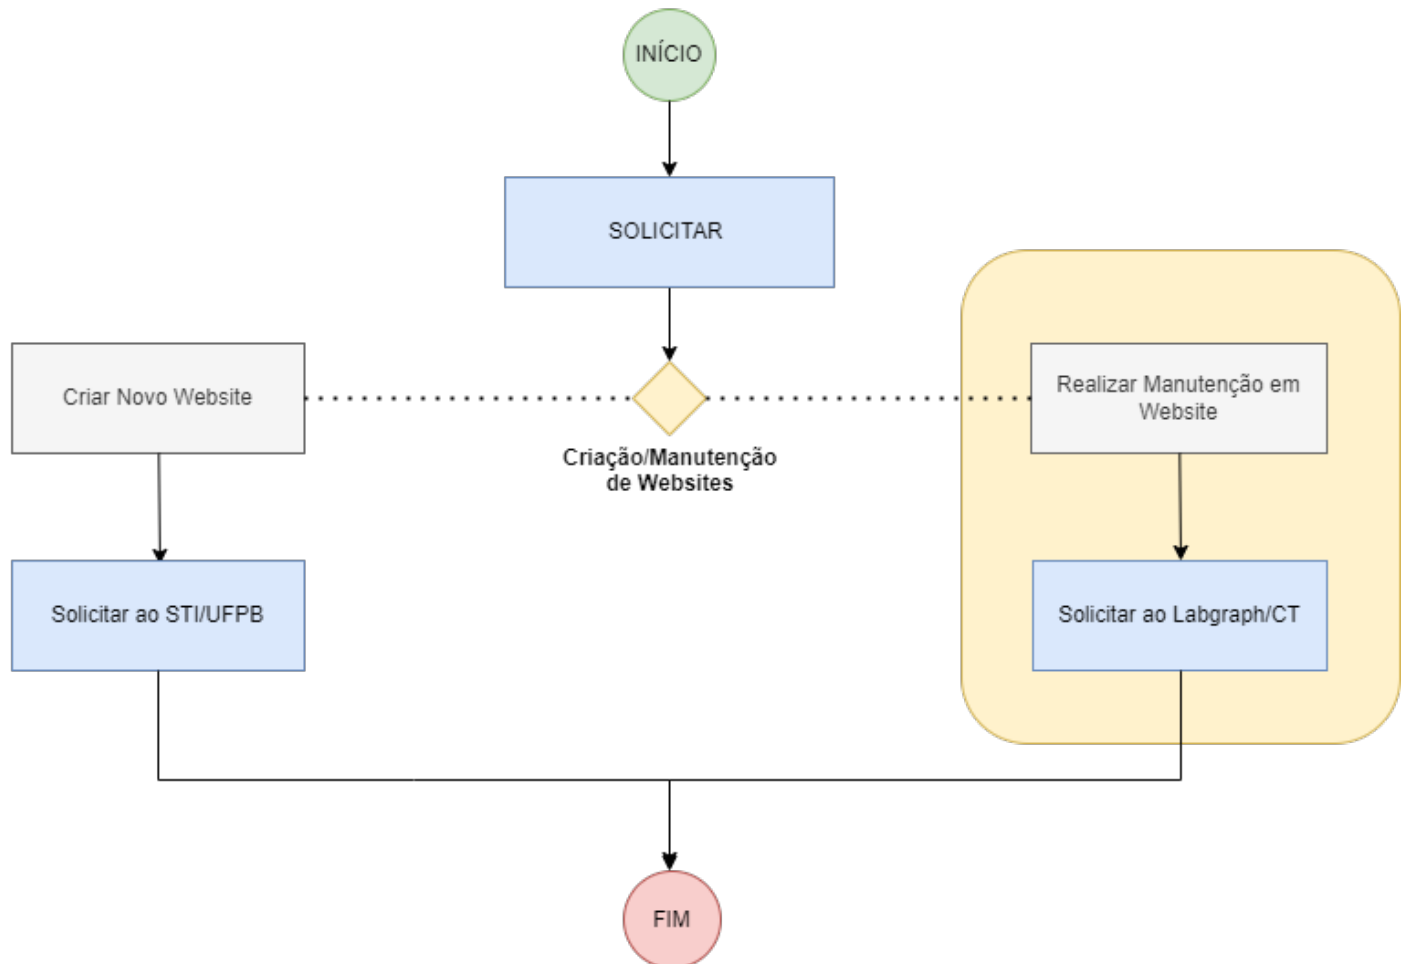 INÍCIO
SOLICITAR
Criar Novo Website
Realizar Manutenção em
Website
Criação/Manutenção
de Websites
Solicitar ao STI/UFPB
Solicitar ao Labgraph/CT
FIM